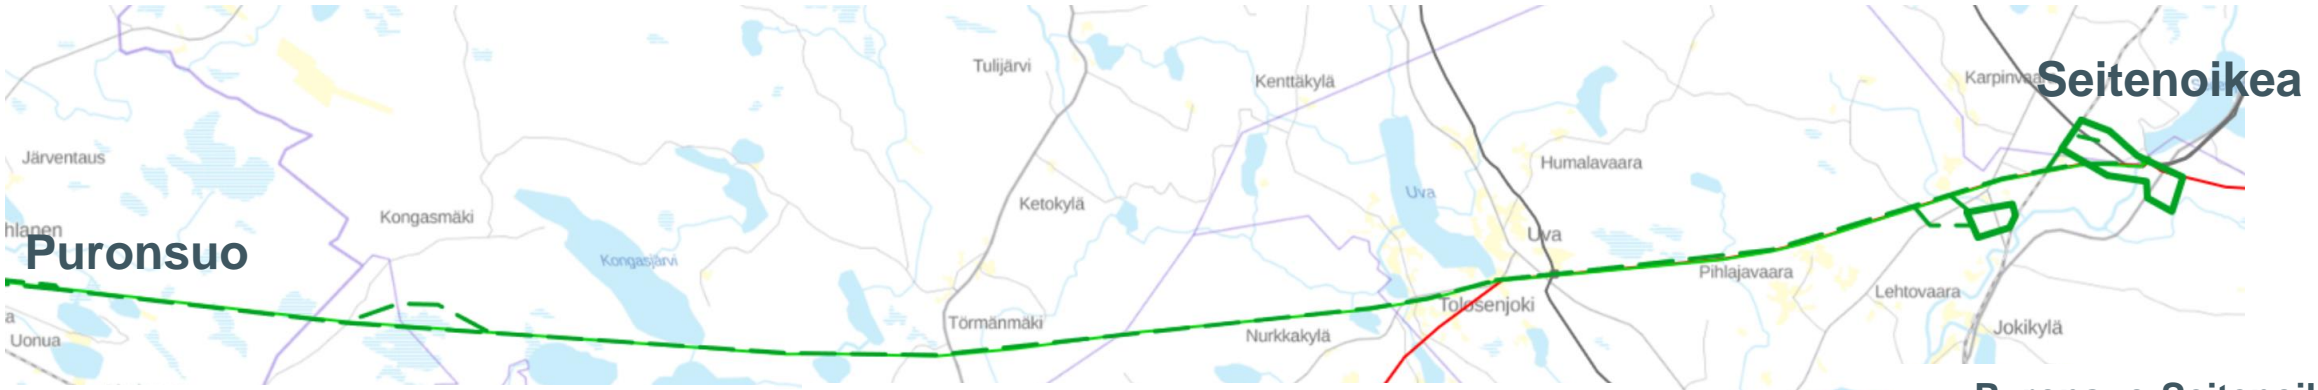 Tulijärvi
Kenttäkylä
Karpinvaara
Seitenoikea
Järventaus
Humalavaara
Uva
Ketokylä
Kongasmäki
hlanen
Puronsuo
Uva
Kongasjärvi
Pihlajavaara
Lehtovaara
Tolosenjoki
a
Törmänmäki
Jokikylä
Nurkkakylä
Uonua